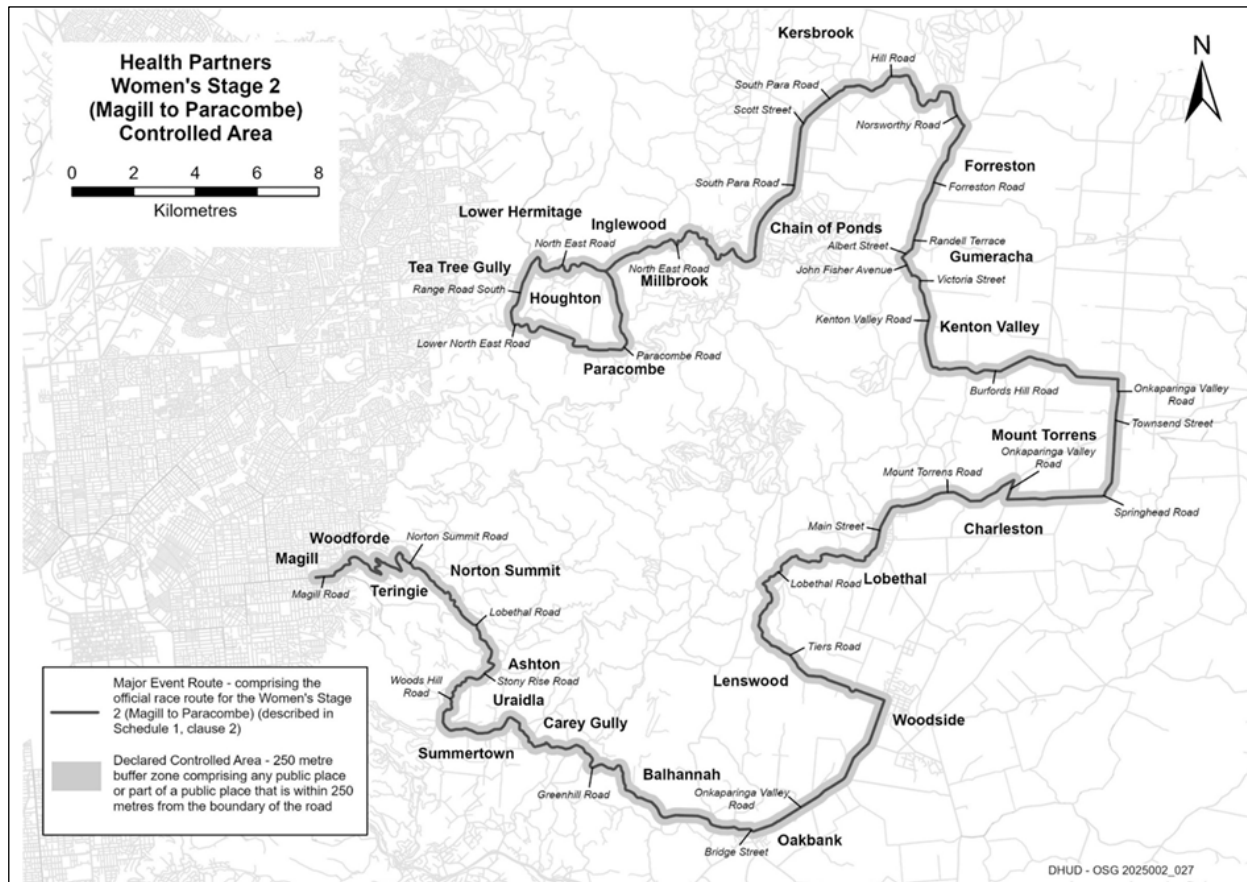 Health Partners
Women's Stage 2
(Magill to Paracombe)
Controlled Area
0 2 4 6 8
Kilometres
N
Kersbrook
Hill Road
South Para Road
Scott Street
Norsworthy Road
Forreston
South Para Road
Forreston Road
Lower Hermitage
Inglewood
Chain of Ponds
North East Road
Albert Street
Randell Terrace
Gumeracha
Tea Tree Gully
North East Road
Millbrook
John Fisher Avenue
Victoria Street
Range Road South
Houghton
Kenton Valley Road
Kenton Valley
Lower North East Road
Paracombe Road
Paracombe
Burfords Hill Road
Onkaparinga Valley
Road
Townsend Street
Mount Torrens
Onkaparinga Valley
Road
Mount Torrens Road
Springhead Road
Main Street
Charleston
Woodforde
Norton Summit Road
Magill
Norton Summit
Lobethal
Lobethal Road
Magill Road
Teringie
Lobethal Road
Tiers Road
Ashton
Stony Rise Road
Lenswood
Woods Hill
Road
Uraidla
Carey Gully
Woodside
Summertown
Balhannah
Greenhill Road
Onkaparinga Valley
Road
Oakbank
Bridge Street
Major Event Route - comprising the
official race route for the Women's Stage
2 (Magill to Paracombe) (described in
Schedule 1, clause 2)
Declared Controlled Area - 250 metre
buffer zone comprising any public place
or part of a public place that is within 250
metres from the boundary of the road
DHUD - OSG 2025002_027